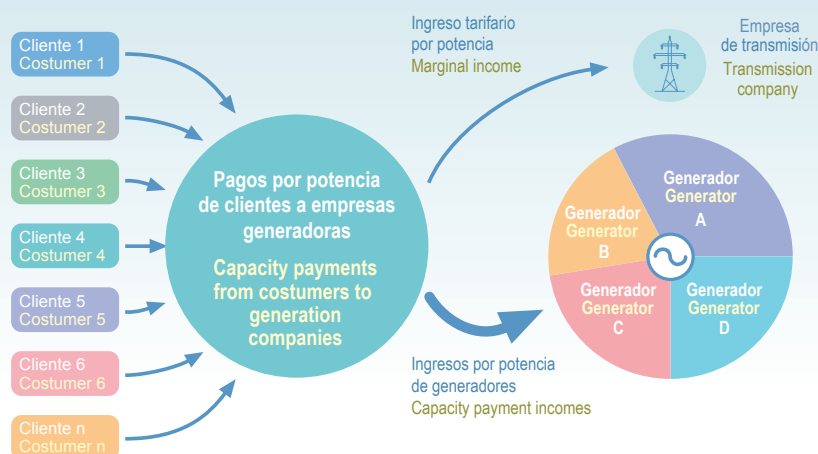 Cliente 1
Costumer 1
Cliente 2
Costumer 2
Cliente 3
Costumer 3
Cliente 4
Costumer 4
Cliente 5
Costumer 5
Cliente 6
Costumer 6
Cliente n
Costumer n
Pagos por potencia
de clientes a empresas
generadoras
Capacity payments
from costumers to
generation
companies
Ingreso tarifario
por potencia
Marginal income
Empresa
de transmisión
Transmission
company
Generador
Generator
A
Generador
Generator
B
Generador
Generator
C
Generador
Generator
D
Ingresos por potencia
de generadores
Capacity payment incomes